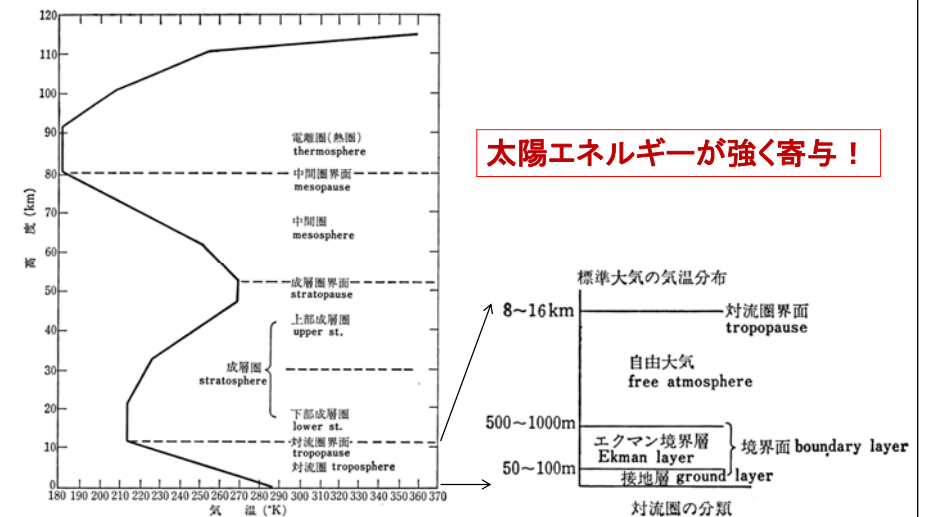 120
110
100
90
80
70
60
50
40
30
20
10
0
高 度 (km)
180 190 200 210 220 230 240 250 260 270 280 290 300 310 320 330 340 350 360 370
気 温 (°K)
電離圏(熱圏)
thermosphere
中間圏界面
mesopause
中間圏
mesosphere
成層圏界面
stratopause
上部成層圏
upper st.
成層圏
stratosphere
下部成層圏
lower st.
対流圏界面
tropopause
対流圏 troposphere
太陽エネルギーが強く寄与！
標準大気の気温分布
8~16km
対流圏界面
tropopause
自由大気
free atmosphere
500~1000m
エクマン境界層
Ekman layer
境界面 boundary layer
50~100m
接地層 ground layer
対流圏の分類